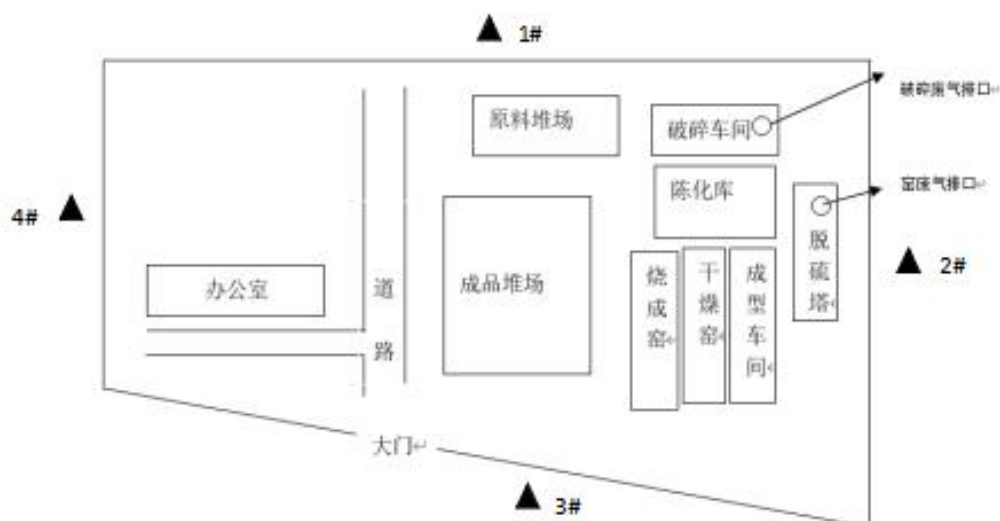 1#
破碎废气排口
原料堆场
破碎车间
陈化库
窑废气排口
4#
脱硫塔
2#
办公室
道路
成品堆场
烧成窑
干燥窑
成型车间
大门
3#